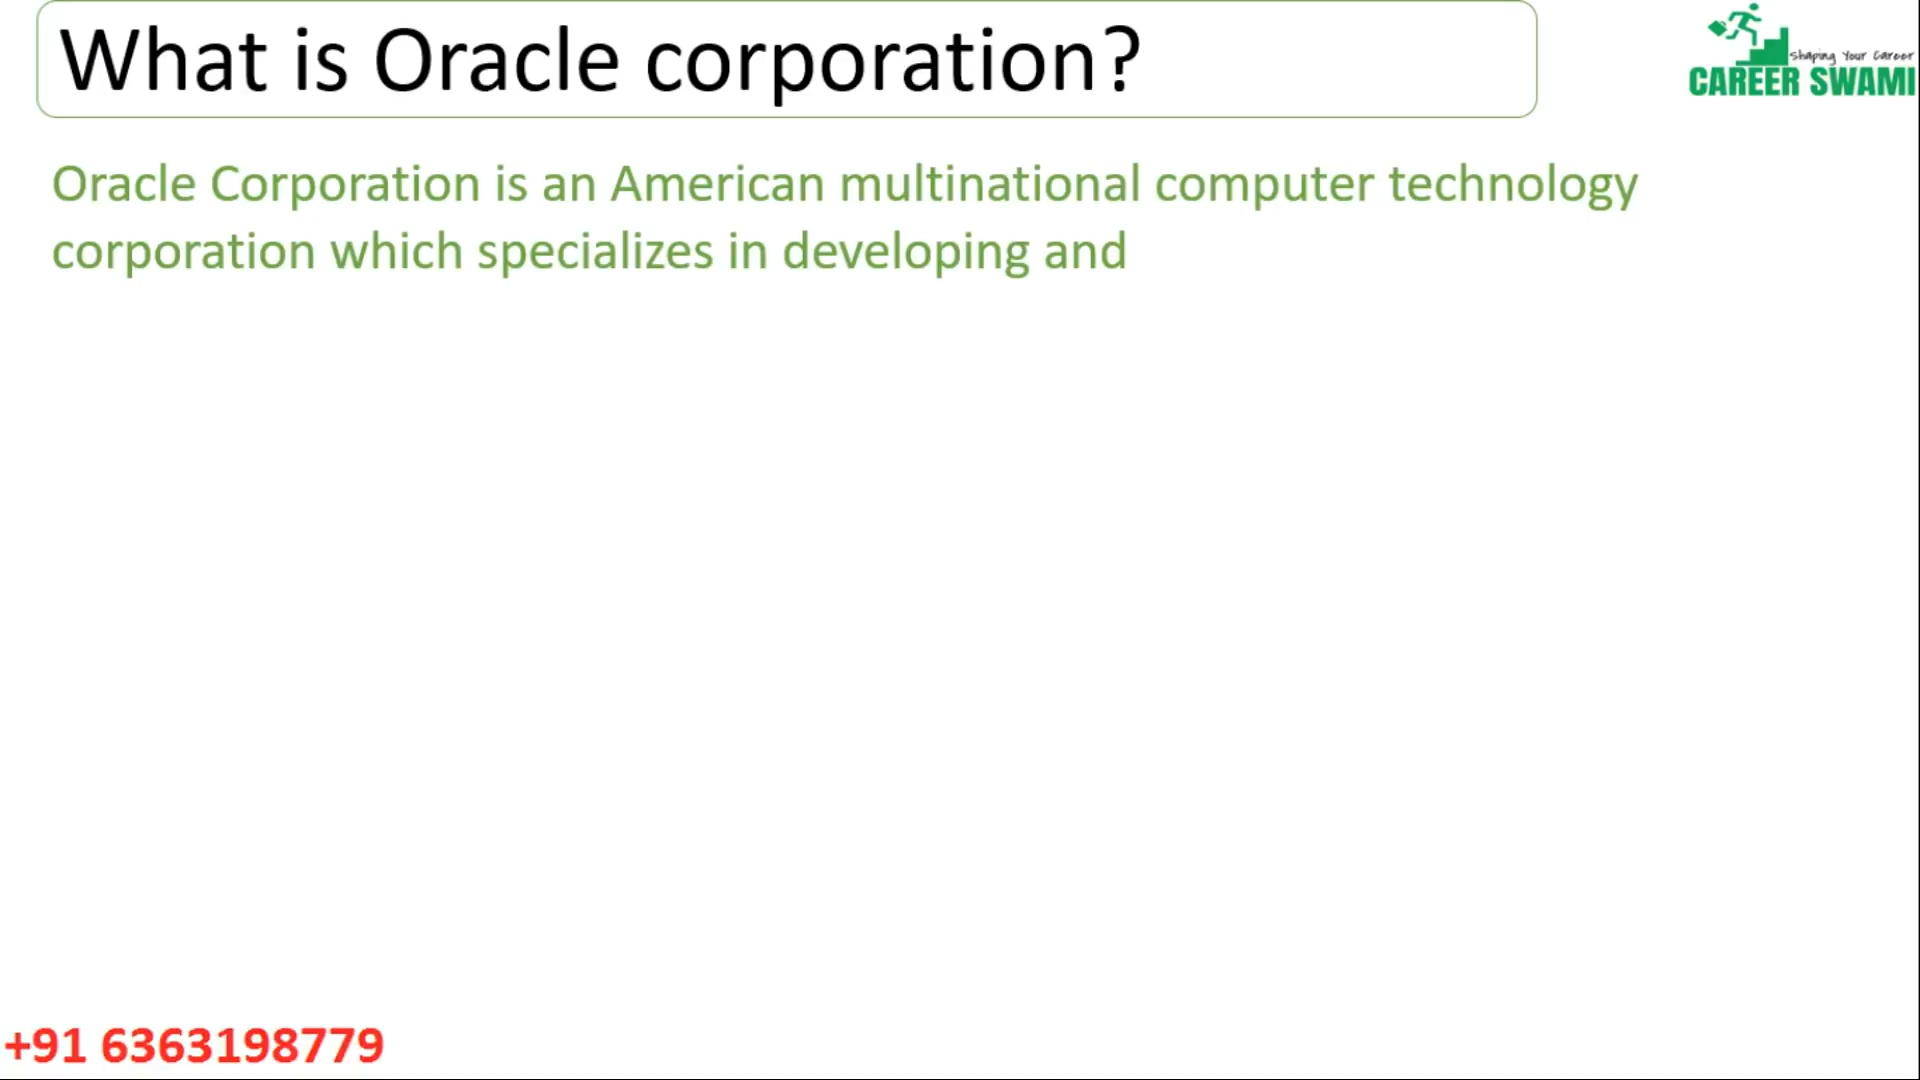 What is Oracle corporation?
Shaping Your Career
CAREER SWAMI
Oracle Corporation is an American multinational computer technology
corporation which specializes in developing and
+91 6363198779